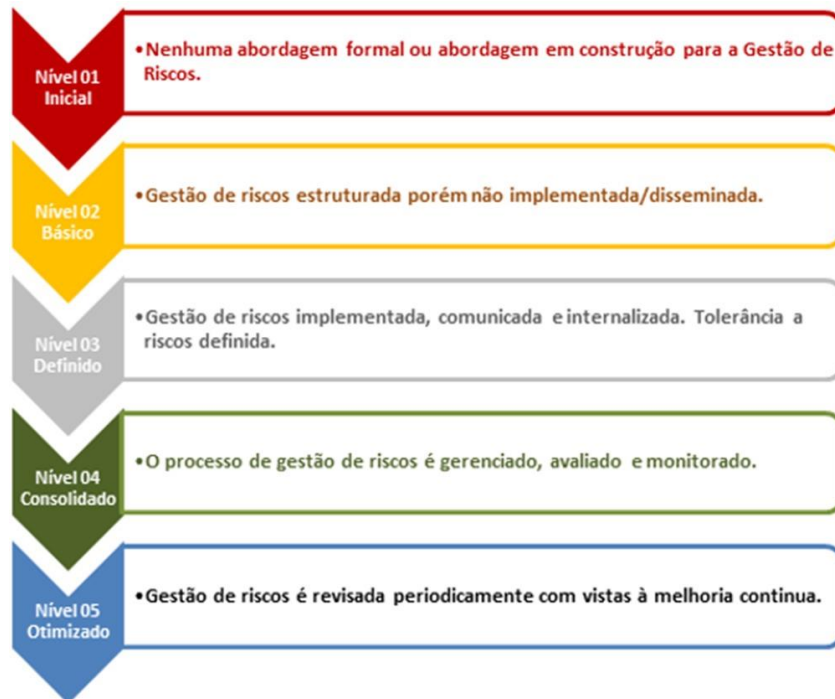 Nível 01
Inicial
•Nenhuma abordagem formal ou abordagem em construção para a Gestão de
Riscos.
Nível 02
Básico
•Gestão de riscos estruturada porém não implementada/disseminada.
Nível 03
Definido
•Gestão de riscos implementada, comunicada e internalizada. Tolerância a
riscos definida.
Nível 04
Consolidado
•O processo de gestão de riscos é gerenciado, avaliado e monitorado.
Nível 05
Otimizado
•Gestão de riscos é revisada periodicamente com vistas à melhoria continua.